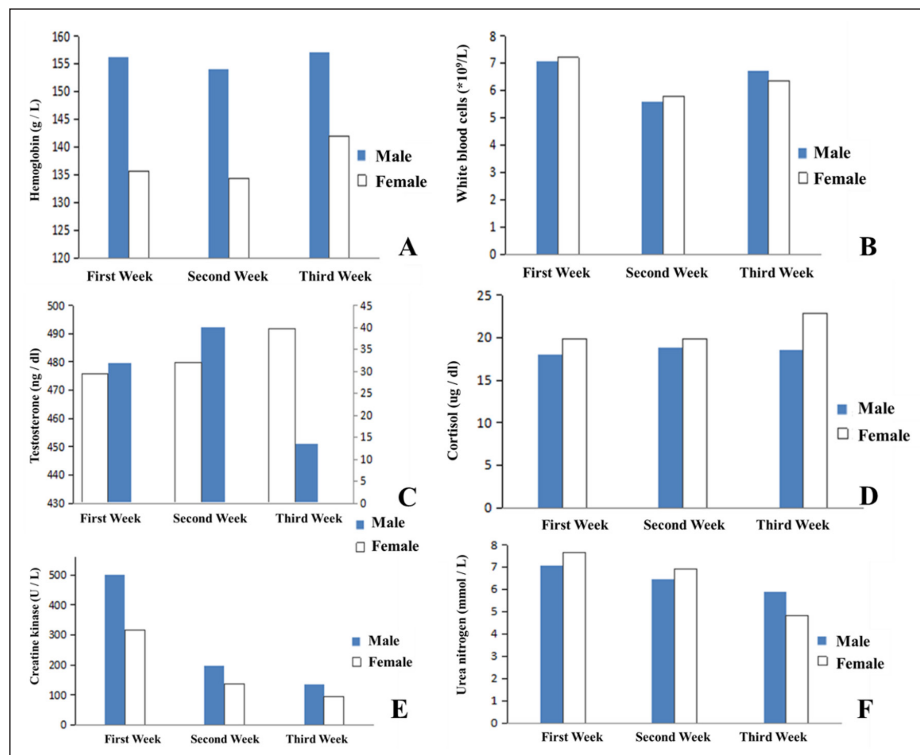 Hemoglobin (g / L)
160
155
150
145
140
135
130
125
120
First Week Second Week Third Week
Male
Female
A
White blood cells (*10⁹/L)
8
7
6
5
4
3
2
1
0
First Week Second Week Third Week
Male
Female
B
Testosterone (ng / dl)
500
490
480
470
460
450
440
430
45
40
35
30
25
20
15
10
5
0
First Week Second Week Third Week
Male
Female
C
Cortisol (ug / dl)
25
20
15
10
5
0
First Week Second Week Third Week
Male
Female
D
Creatine kinase (U / L)
500
400
300
200
100
0
First Week Second Week Third Week
Male
Female
E
Urea nitrogen (mmol / L)
8
7
6
5
4
3
2
1
0
First Week Second Week Third Week
Male
Female
F